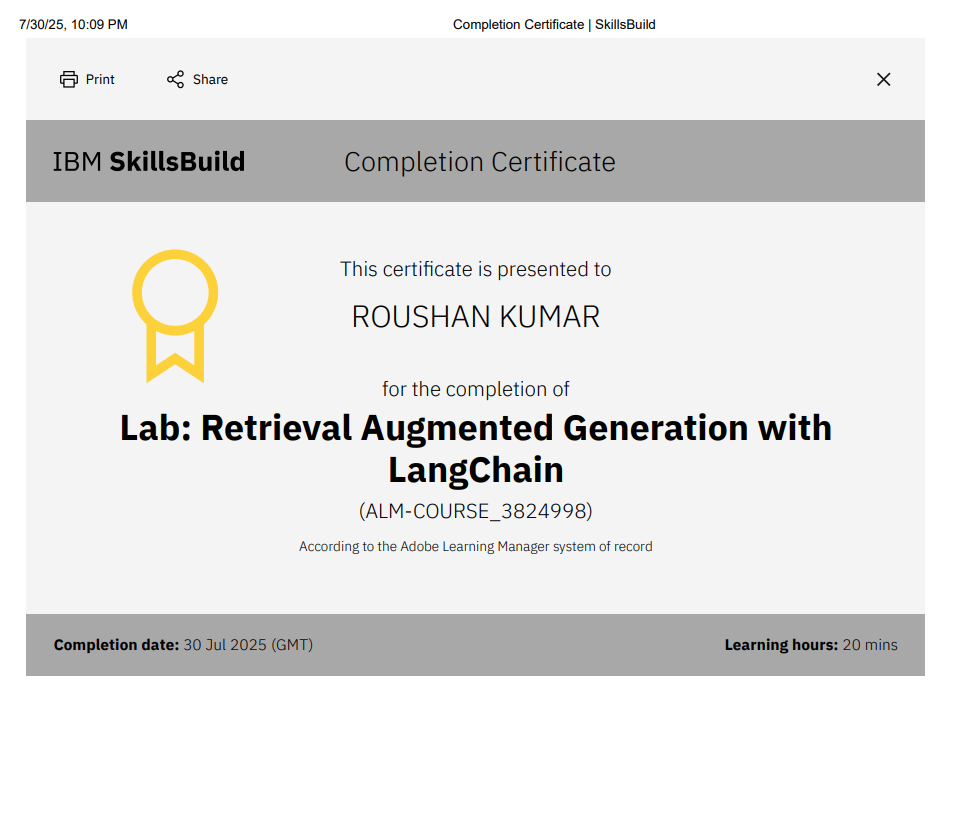 7/30/25, 10:09 PM Completion Certificate | SkillsBuild
Print Share
IBM SkillsBuild Completion Certificate
This certificate is presented to
ROUSHAN KUMAR
for the completion of
Lab: Retrieval Augmented Generation with
LangChain
(ALM-COURSE_3824998)
According to the Adobe Learning Manager system of record
Completion date: 30 Jul 2025 (GMT) Learning hours: 20 mins